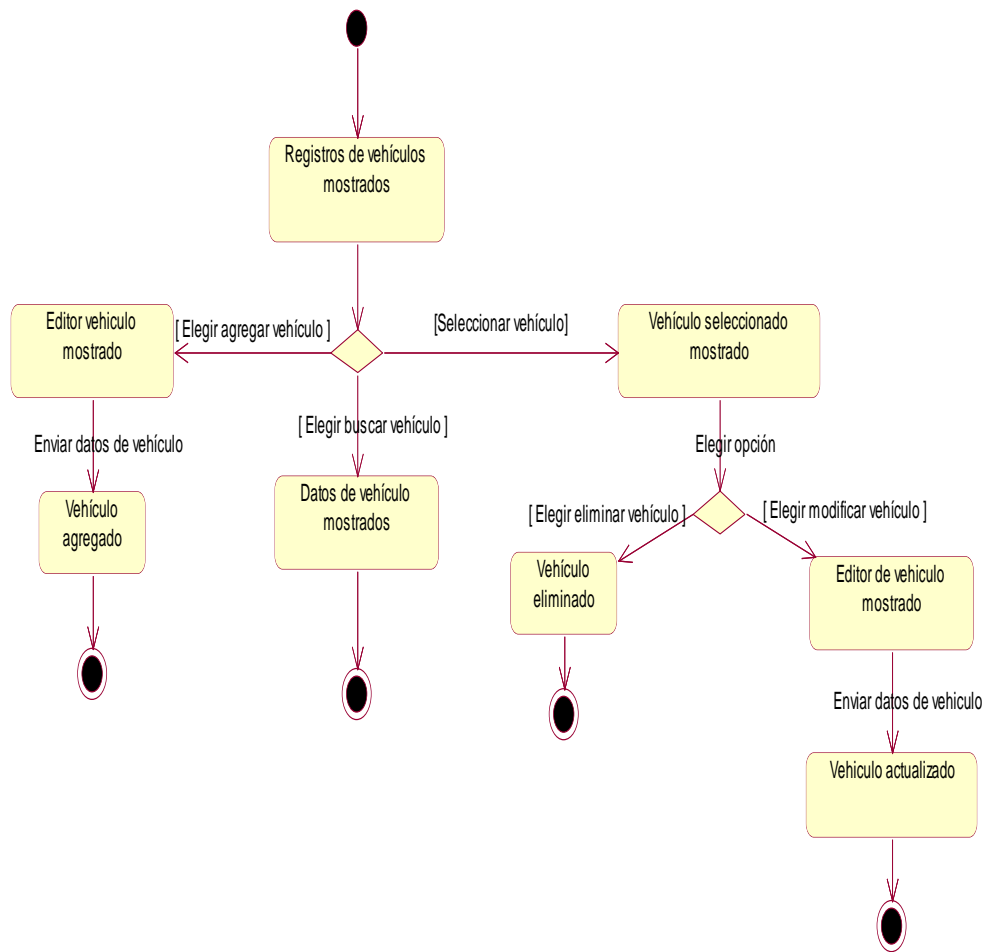 Registros de vehículos
mostrados
Editor vehiculo
mostrado
[ Elegir agregar vehículo ]
[Seleccionar vehículo]
Vehículo seleccionado
mostrado
[ Elegir buscar vehículo ]
Enviar datos de vehículo
Elegir opción
Vehículo
agregado
Datos de vehículo
mostrados
[ Elegir eliminar vehículo ]
[ Elegir modificar vehículo ]
Vehículo
eliminado
Editor de vehiculo
mostrado
Enviar datos de vehiculo
Vehiculo actualizado